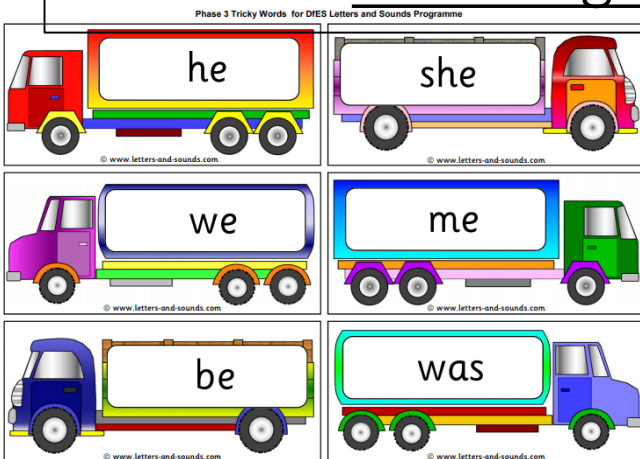 Phase 3 Tricky Words for DfES Letters and Sounds Programme
he
she
© www.letters-and-sounds.com
© www.letters-and-sounds.com
we
me
© www.letters-and-sounds.com
© www.letters-and-sounds.com
be
was
© www.letters-and-sounds.com
© www.letters-and-sounds.com